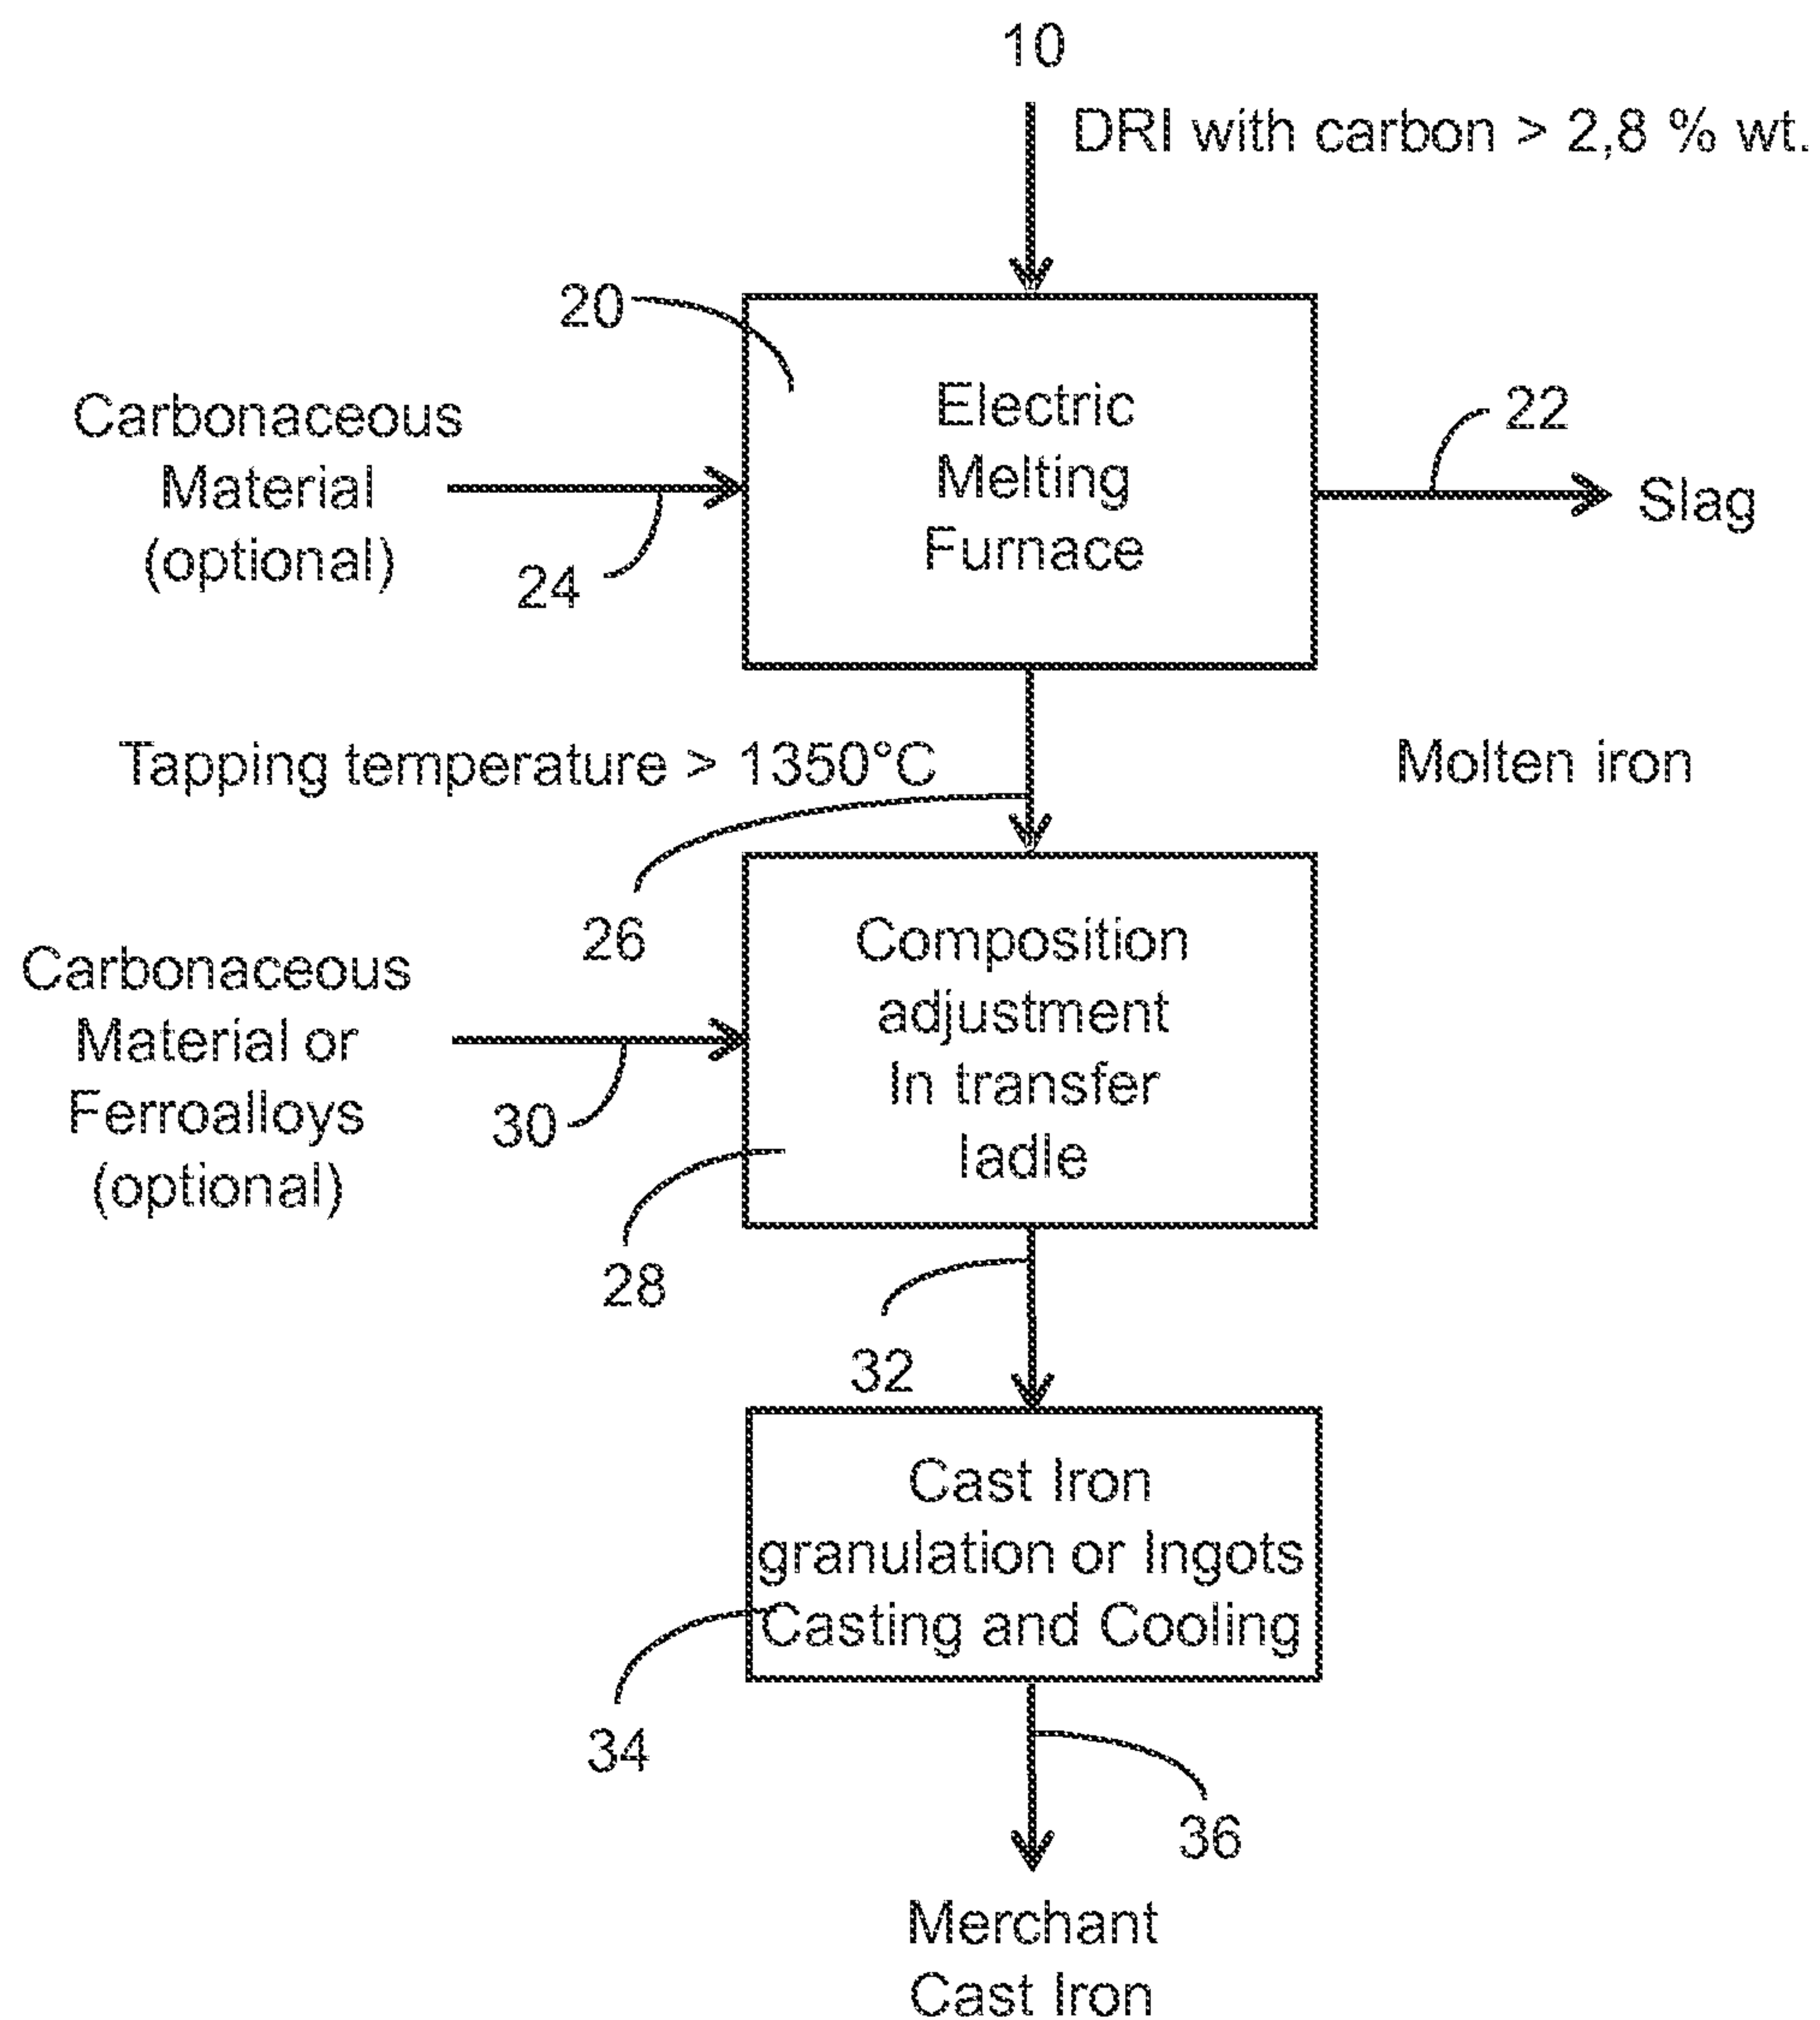 10
DRI with carbon > 2,8 % wt.
20
Electric
Melting
Furnace
Carbonaceous
Material
(optional)
24
22
Slag
Tapping temperature > 1350°C
Molten iron
26
Composition
adjustment
In transfer
ladle
Carbonaceous
Material or
Ferroalloys
(optional)
30
28
32
Cast Iron
granulation or Ingots
Casting and Cooling
34
36
Merchant
Cast Iron